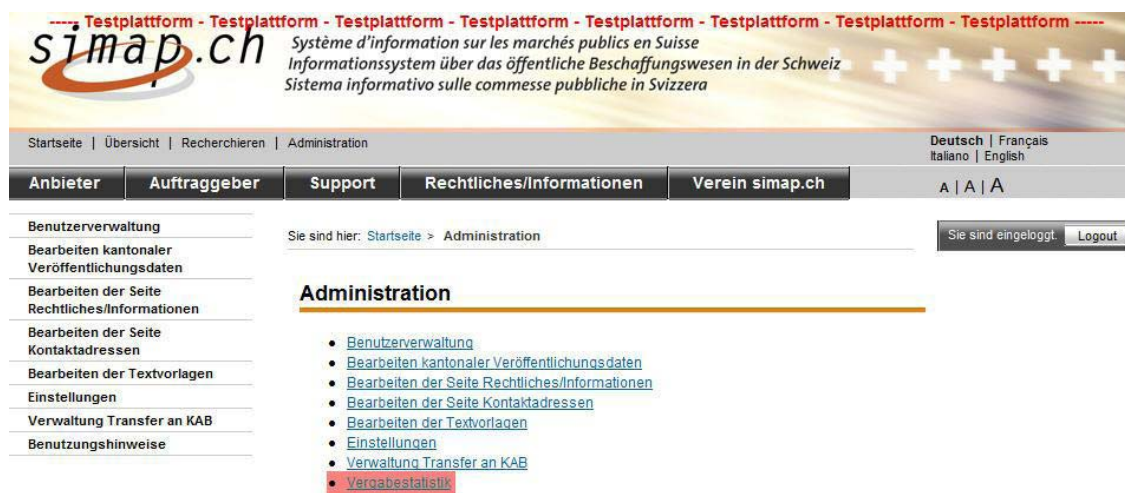 ----- Testplattform - Testplattform - Testplattform - Testplattform - Testplattform - Testplattform - Testplattform - Testplattform -----
simap.ch
Système d'information sur les marchés publics en Suisse
Informationssystem über das öffentliche Beschaffungswesen in der Schweiz
Sistema informativo sulle commesse pubbliche in Svizzera
Startseite | Übersicht | Recherchieren | Administration
Deutsch | Français
Italiano | English
Anbieter Auftraggeber Support Rechtliches/Informationen Verein simap.ch
A | A | A
Benutzerverwaltung
Bearbeiten kantonaler
Veröffentlichungsdaten
Bearbeiten der Seite
Rechtliches/Informationen
Bearbeiten der Seite
Kontaktadressen
Bearbeiten der Textvorlagen
Einstellungen
Verwaltung Transfer an KAB
Benutzungshinweise
Sie sind hier: Startseite > Administration
Sie sind eingeloggt. Logout
Administration
• Benutzerverwaltung
• Bearbeiten kantonaler Veröffentlichungsdaten
• Bearbeiten der Seite Rechtliches/Informationen
• Bearbeiten der Seite Kontaktadressen
• Bearbeiten der Textvorlagen
• Einstellungen
• Verwaltung Transfer an KAB
• Vergabestatistik